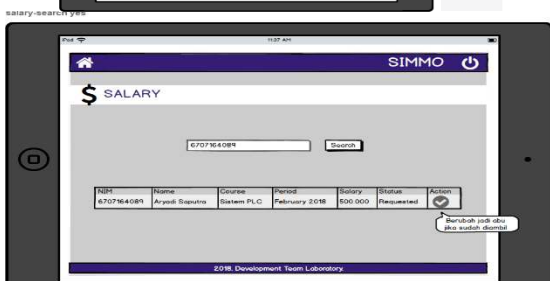 salary-search yes
iPad 11:37 AM
SIMMO
$ SALARY
6707164089 Search
NIM Name Course Period Salary Status Action
6707164089 Aryadi Saputra Sistem PLC February 2018 500.000 Requested
Berubah jadi abu
jika sudah diambil
2018. Development Team Laboratory.